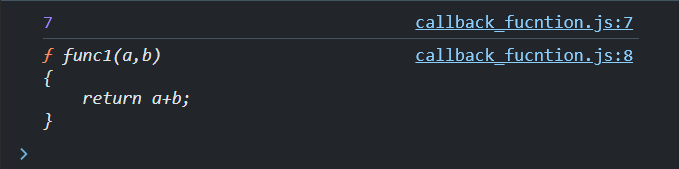 7 callback_fucntion.js:7
ƒ func1(a,b) callback_fucntion.js:8
{
    return a+b;
}
>